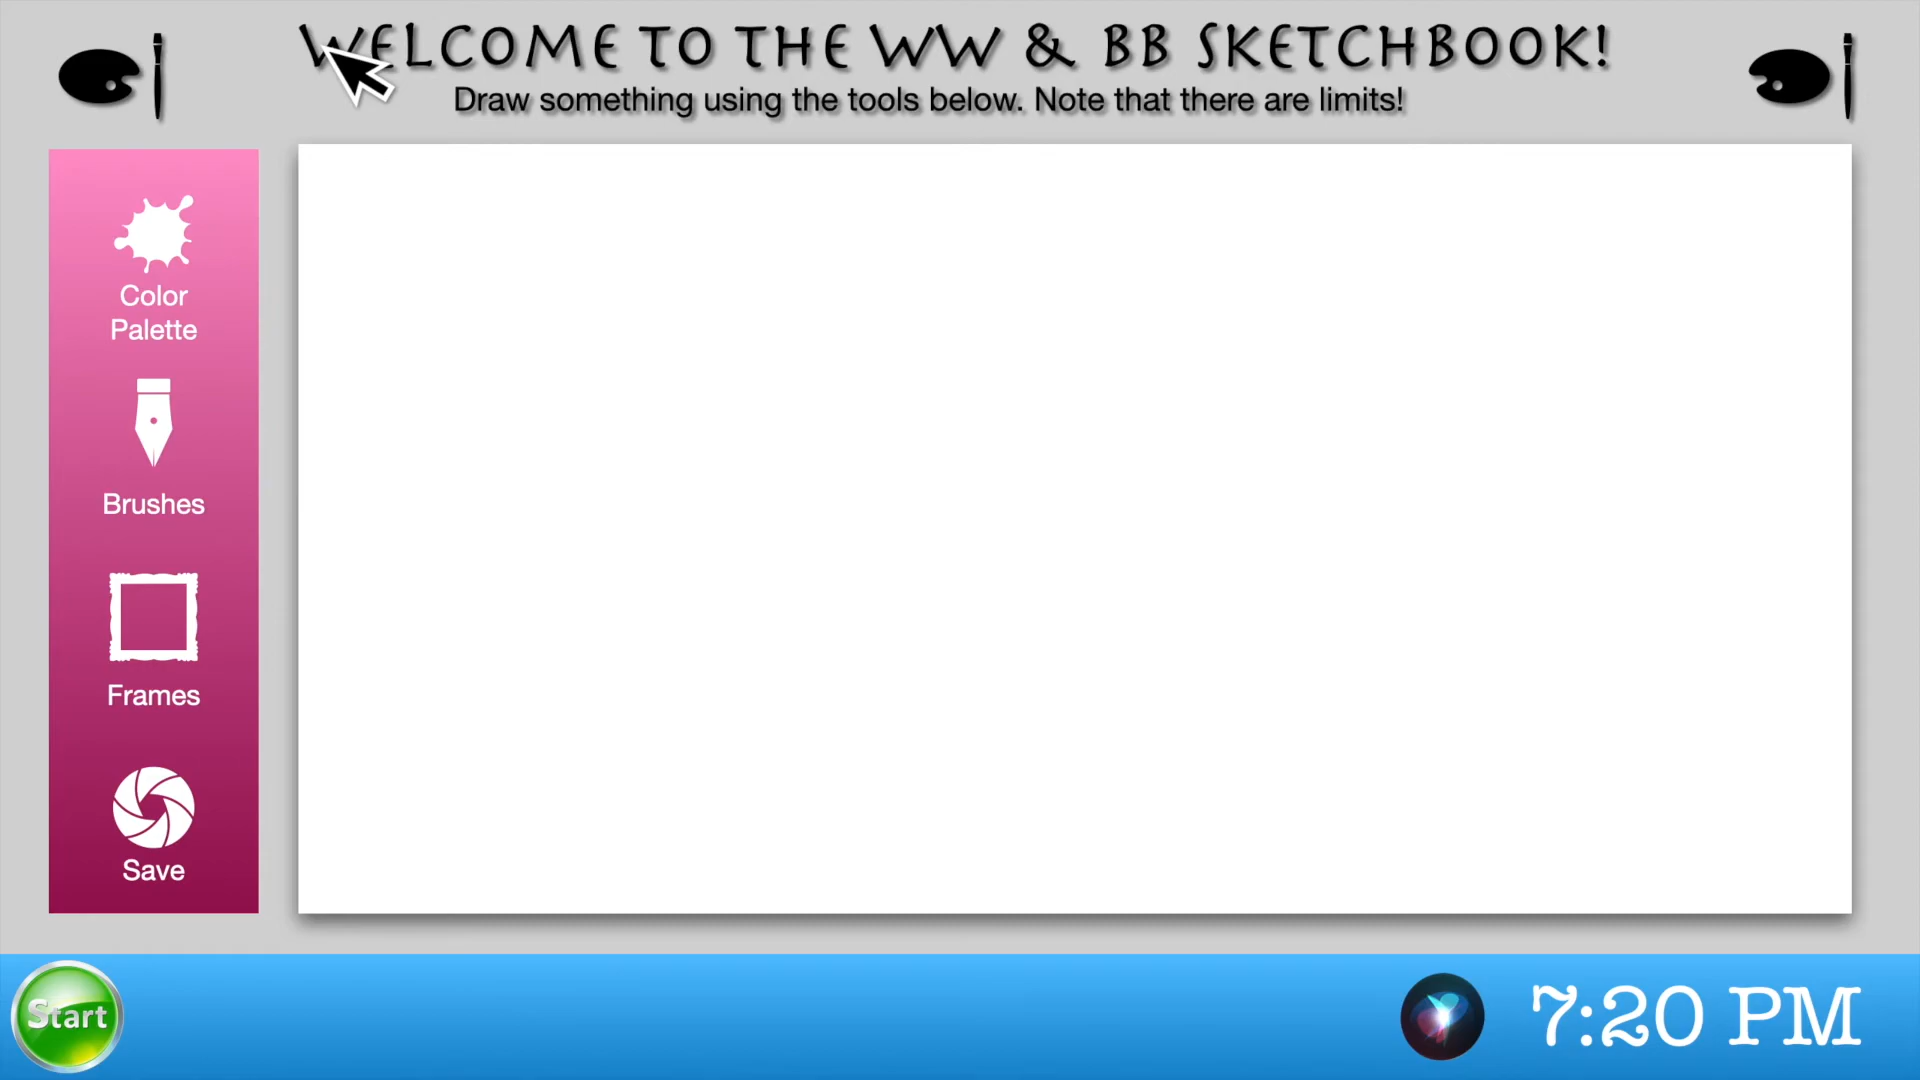 WELCOME TO THE WW & BB SKETCHBOOK!
Draw something using the tools below. Note that there are limits!
Color
Palette
Brushes
Frames
Save
Start
7:20 PM